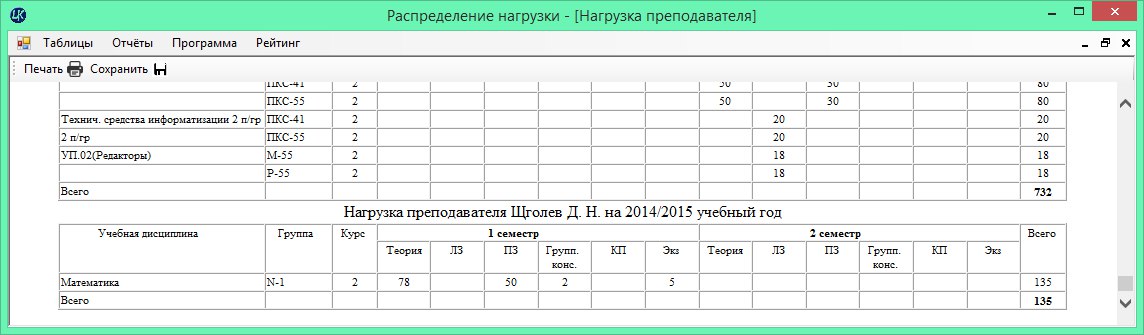 Распределение нагрузки - [Нагрузка преподавателя]
Таблицы Отчёты Программа Рейтинг
Печать Сохранить
ПКС-41 2 50 30 80
ПКС-55 2 50 30 80
Технич. средства информатизации 2 п/гр ПКС-41 2 20 20
2 п/гр ПКС-55 2 20 20
УП.02(Редакторы) М-55 2 18 18
Р-55 2 18 18
Всего 732
Нагрузка преподавателя Щголев Д. Н. на 2014/2015 учебный год
Учебная дисциплина Группа Курс 1 семестр 2 семестр Всего
Теория ЛЗ ПЗ Групп. конс. КП Экз Теория ЛЗ ПЗ Групп. конс. КП Экз
Математика N-1 2 78 50 2 5 135
Всего 135